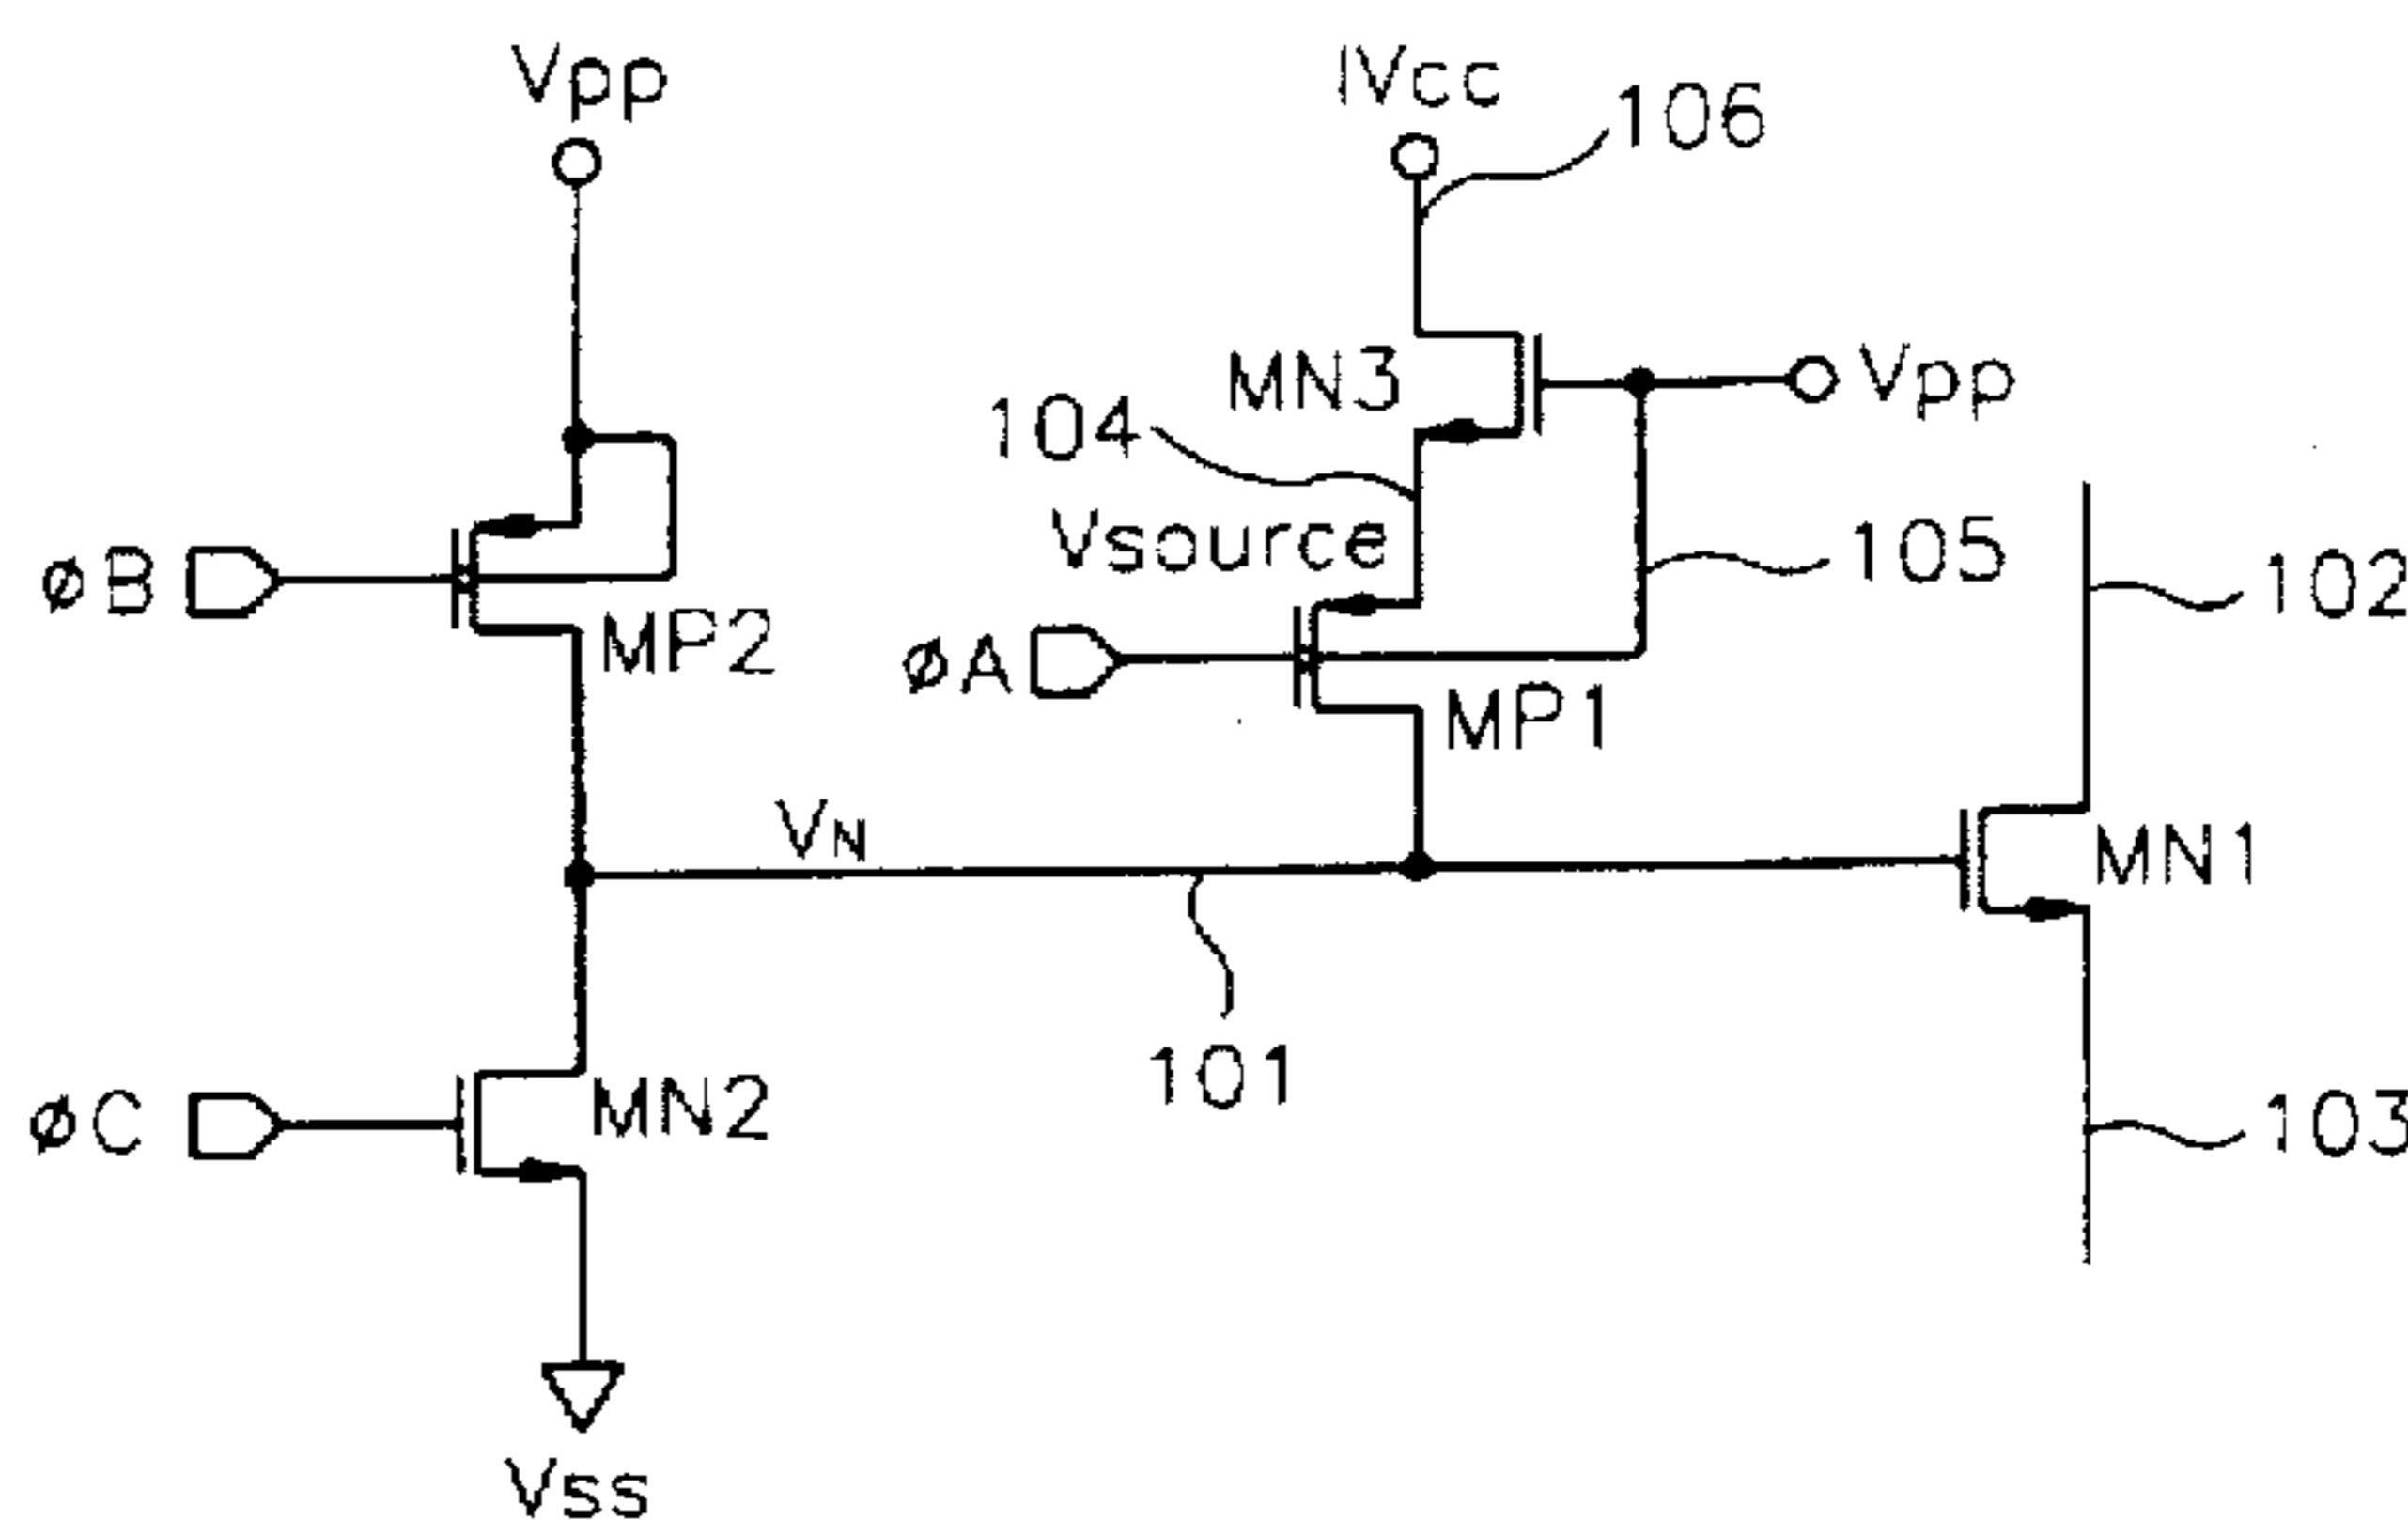 Vpp
IVcc
106
MN3
Vpp
104
Vsource
105
102
øB
MP2
øA
MP1
VN
MN1
101
øC
MN2
103
Vss